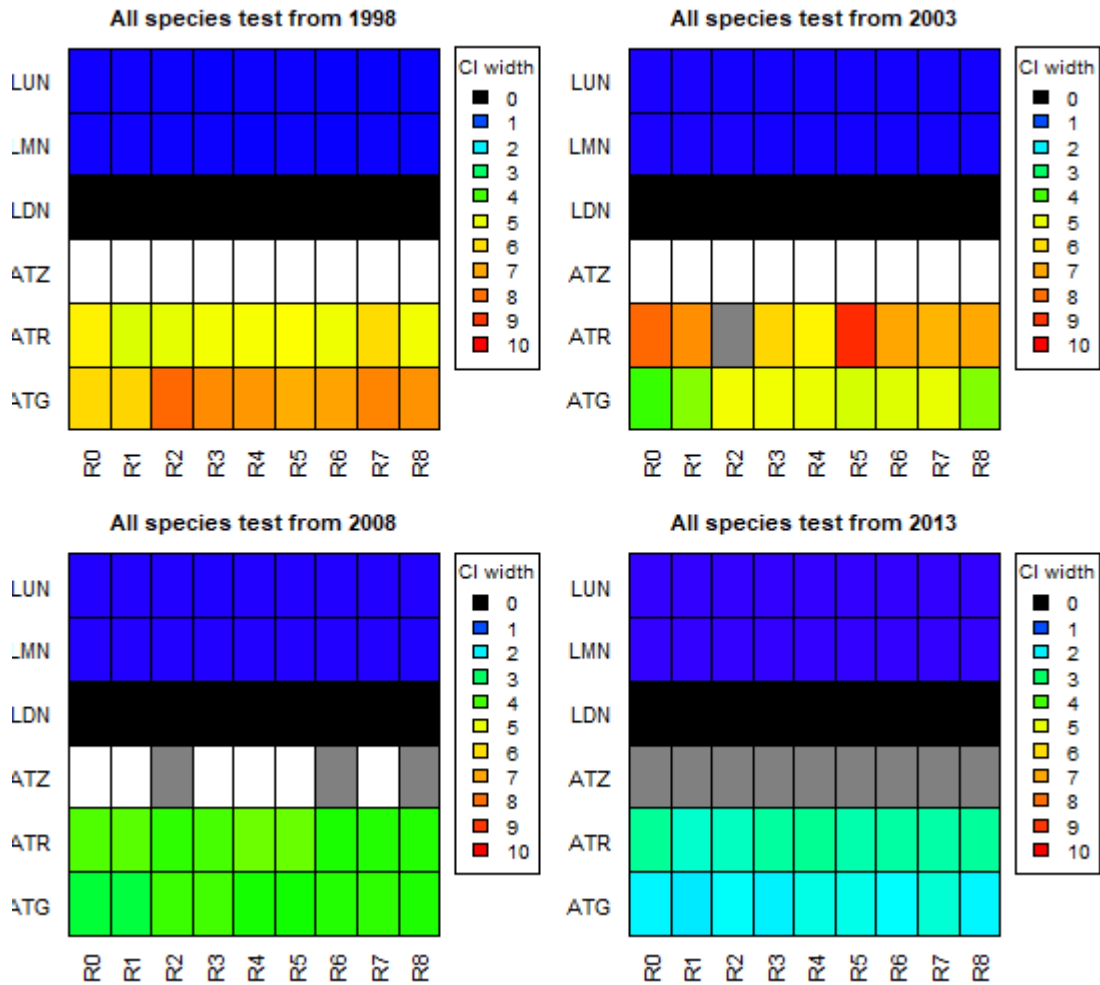 All species test from 1998
LUN
LMN
LDN
ATZ
ATR
ATG
R0 R1 R2 R3 R4 R5 R6 R7 R8
CI width
0
1
2
3
4
5
6
7
8
9
10
All species test from 2003
LUN
LMN
LDN
ATZ
ATR
ATG
R0 R1 R2 R3 R4 R5 R6 R7 R8
CI width
0
1
2
3
4
5
6
7
8
9
10
All species test from 2008
LUN
LMN
LDN
ATZ
ATR
ATG
R0 R1 R2 R3 R4 R5 R6 R7 R8
CI width
0
1
2
3
4
5
6
7
8
9
10
All species test from 2013
LUN
LMN
LDN
ATZ
ATR
ATG
R0 R1 R2 R3 R4 R5 R6 R7 R8
CI width
0
1
2
3
4
5
6
7
8
9
10